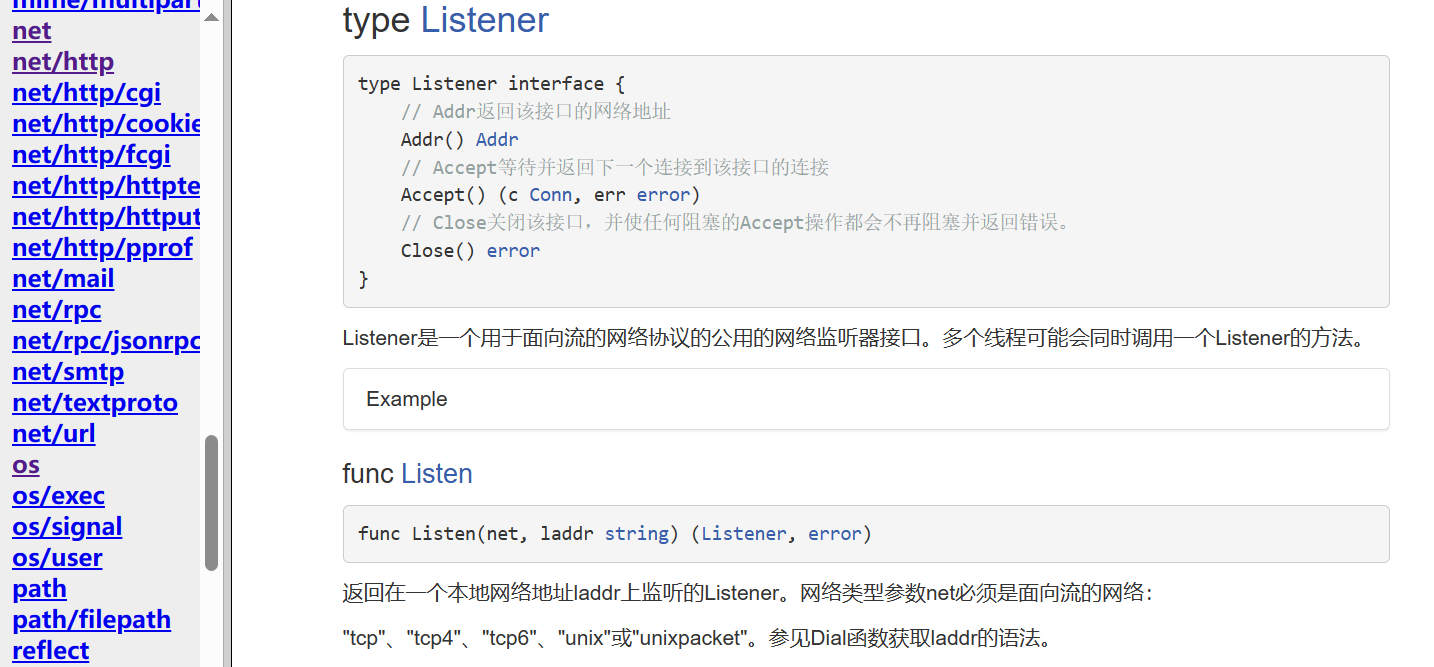 mime/multipart
net
net/http
net/http/cgi
net/http/cookie
net/http/fcgi
net/http/httpte
net/http/httput
net/http/pprof
net/mail
net/rpc
net/rpc/jsonrpc
net/smtp
net/textproto
net/url
os
os/exec
os/signal
os/user
path
path/filepath
reflect
type Listener
type Listener interface {
    // Addr返回该接口的网络地址
    Addr() Addr
    // Accept等待并返回下一个连接到该接口的连接
    Accept() (c Conn, err error)
    // Close关闭该接口，并使任何阻塞的Accept操作都会不再阻塞并返回错误。
    Close() error
}
Listener是一个用于面向流的网络协议的公用的网络监听器接口。多个线程可能会同时调用一个Listener的方法。
Example
func Listen
func Listen(net, laddr string) (Listener, error)
返回在一个本地网络地址laddr上监听的Listener。网络类型参数net必须是面向流的网络：
"tcp"、"tcp4"、"tcp6"、"unix"或"unixpacket"。参见Dial函数获取laddr的语法。